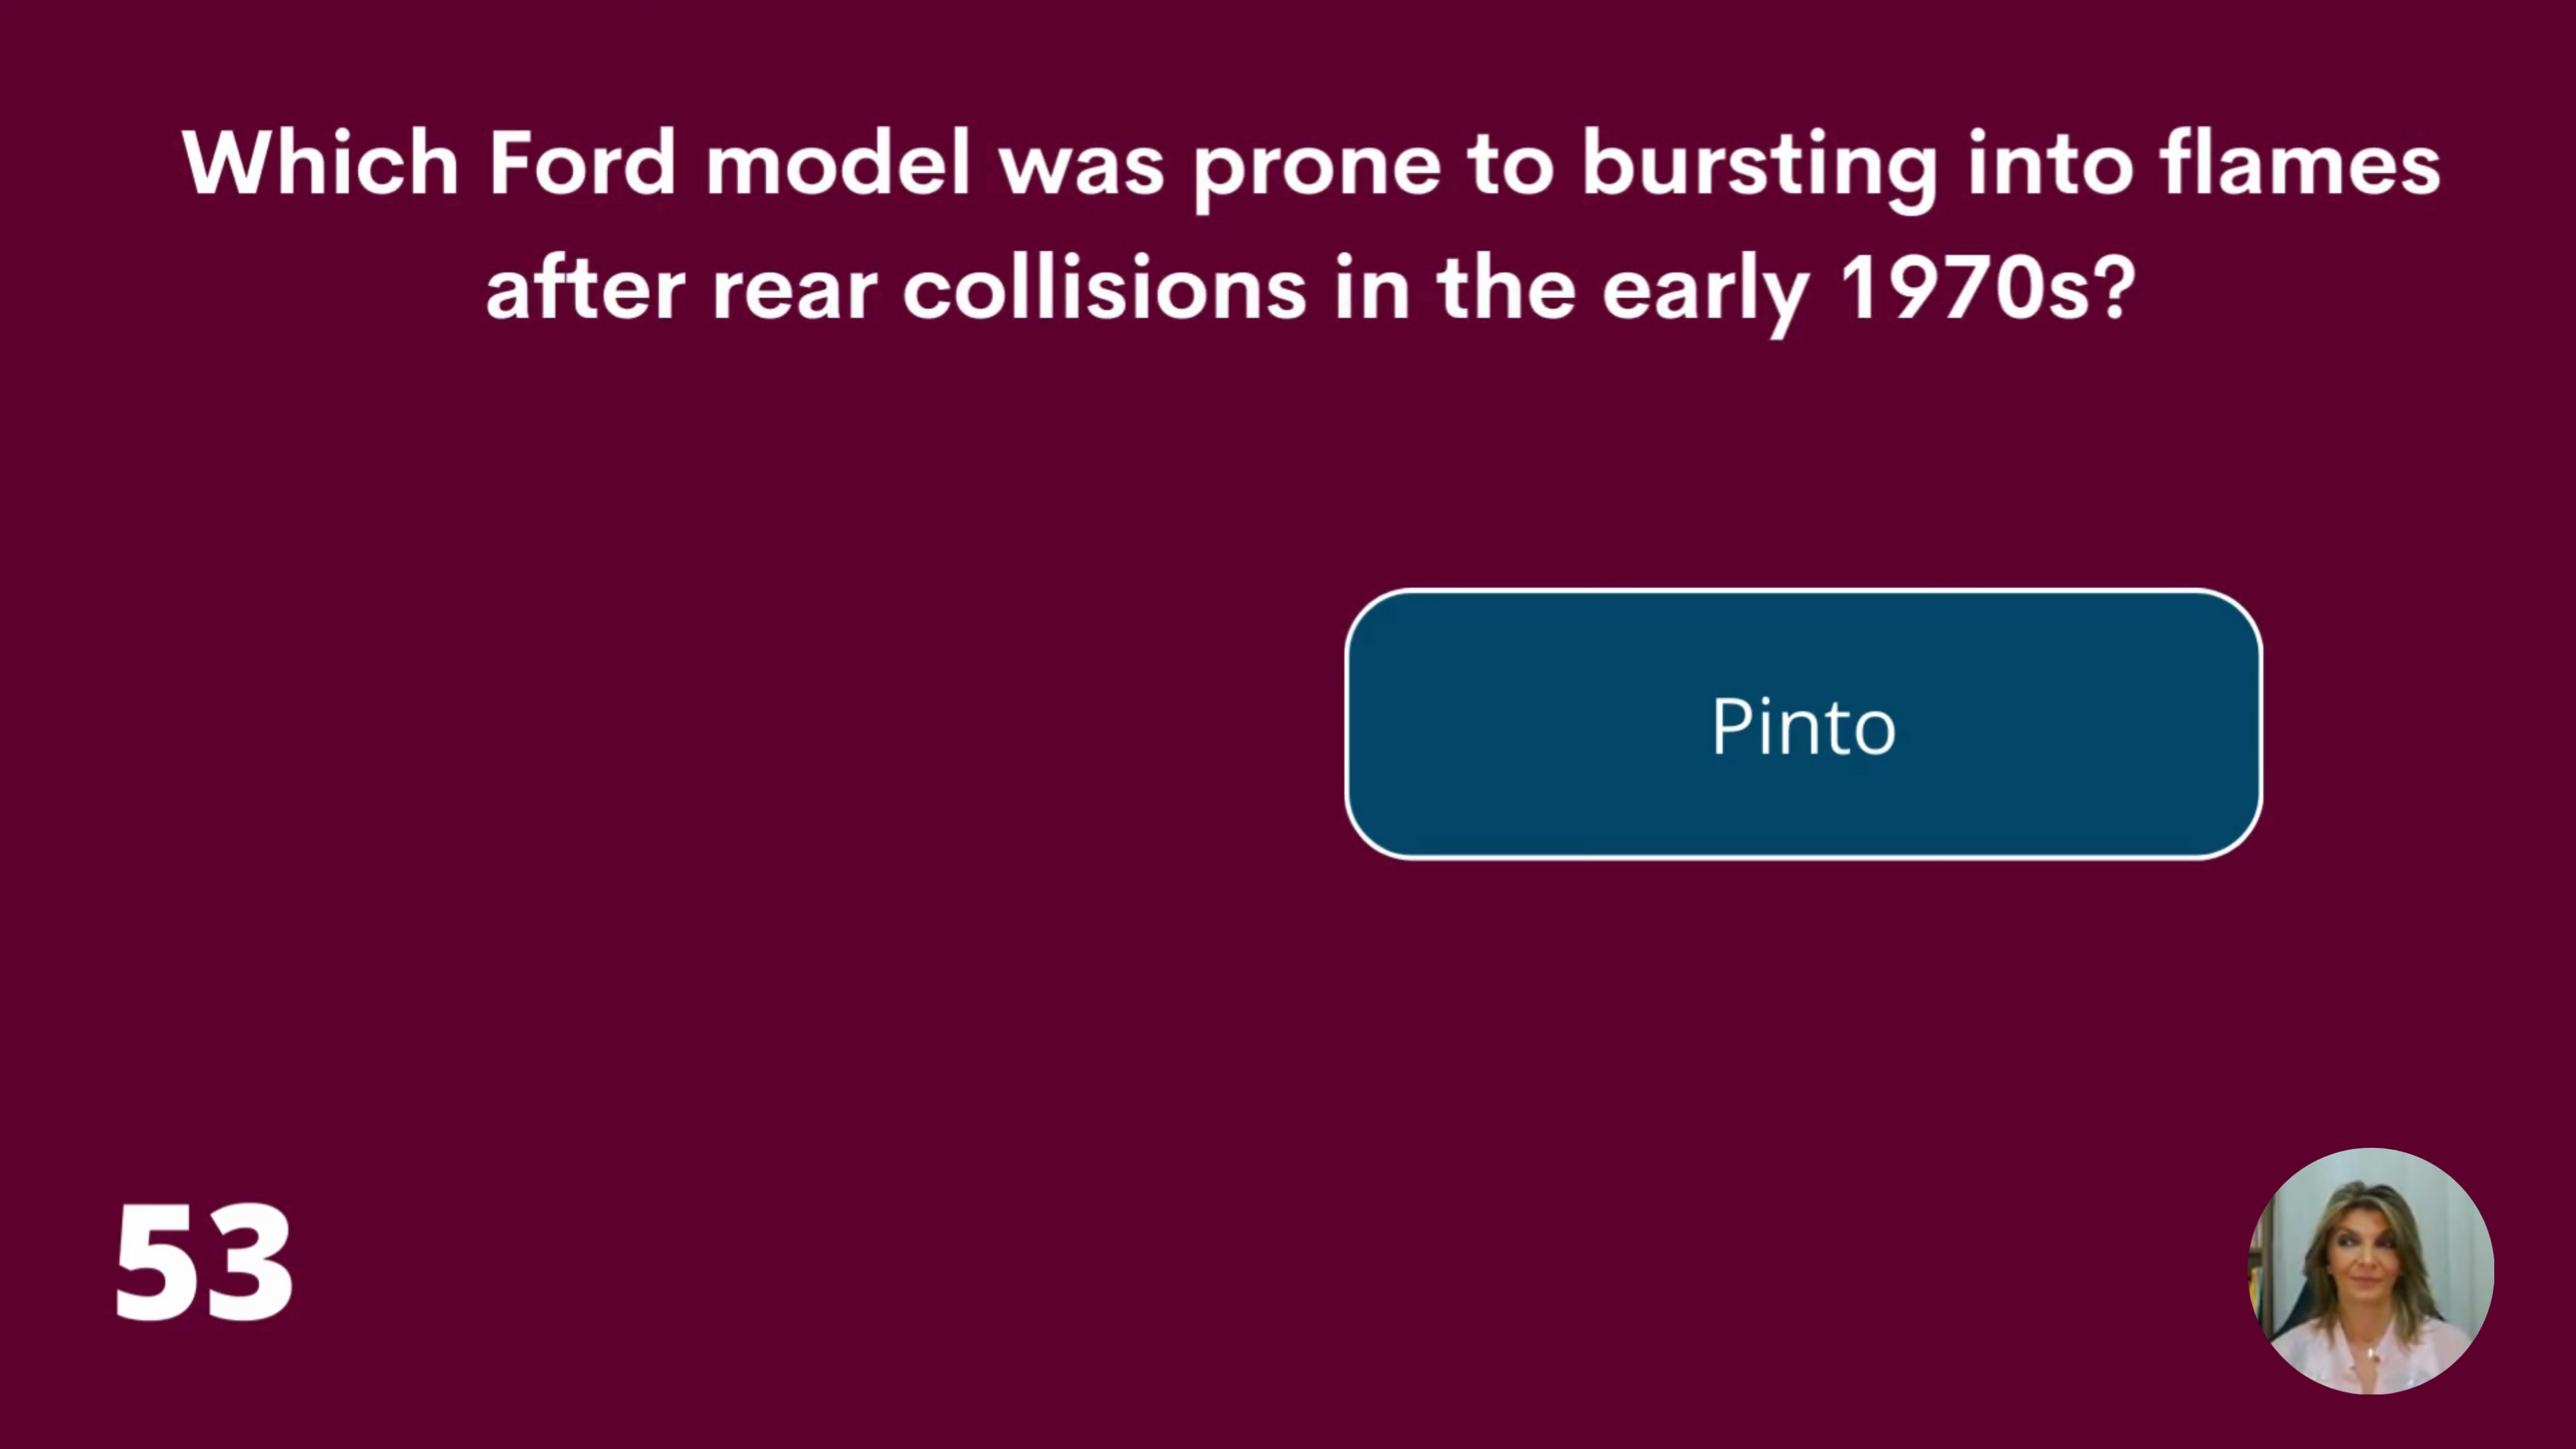 Which Ford model was prone to bursting into flames
after rear collisions in the early 1970s?
Pinto
53